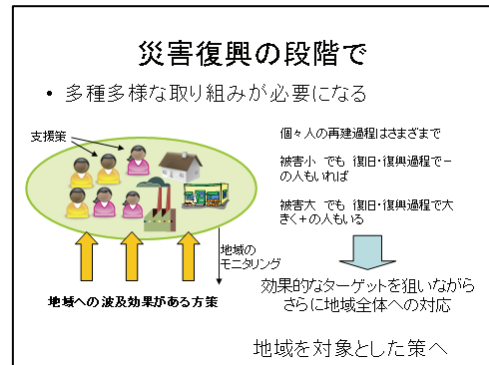 災害復興の段階で
• 多種多様な取り組みが必要になる
支援策
個々人の再建過程はさまざまで
被害小 でも 復旧・復興過程で－
の人もいれば
被害大 でも 復旧・復興過程で大
きく＋の人もいる
地域の
モニタリング
地域への波及効果がある方策
効果的なターゲットを狙いながら
さらに地域全体への対応
地域を対象とした策へ